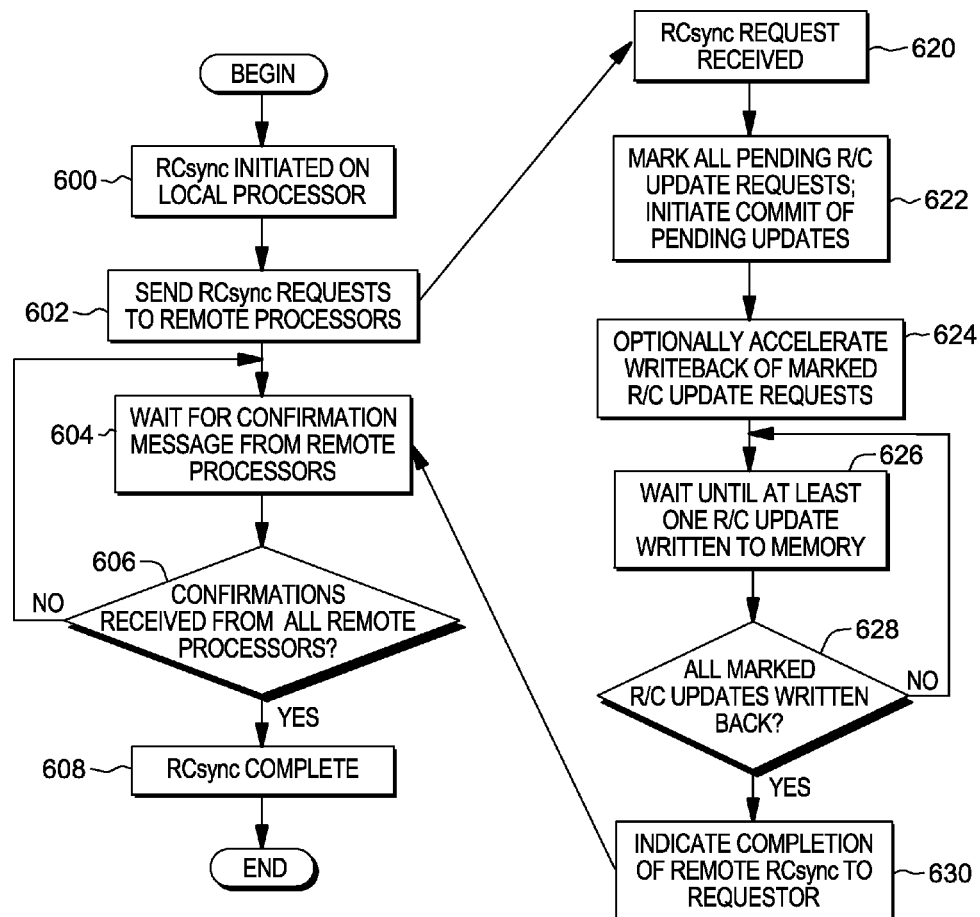 BEGIN
600
RCsync INITIATED ON
LOCAL PROCESSOR
602
SEND RCsync REQUESTS
TO REMOTE PROCESSORS
604
WAIT FOR CONFIRMATION
MESSAGE FROM REMOTE
PROCESSORS
606
CONFIRMATIONS
RECEIVED FROM ALL REMOTE
PROCESSORS?
NO
YES
608
RCsync COMPLETE
END
RCsync REQUEST
RECEIVED
620
MARK ALL PENDING R/C
UPDATE REQUESTS;
INITIATE COMMIT OF
PENDING UPDATES
622
OPTIONALLY ACCELERATE
WRITEBACK OF MARKED
R/C UPDATE REQUESTS
624
626
WAIT UNTIL AT LEAST
ONE R/C UPDATE
WRITTEN TO MEMORY
628
ALL MARKED
R/C UPDATES WRITTEN
BACK?
NO
YES
INDICATE COMPLETION
OF REMOTE RCsync TO
REQUESTOR
630